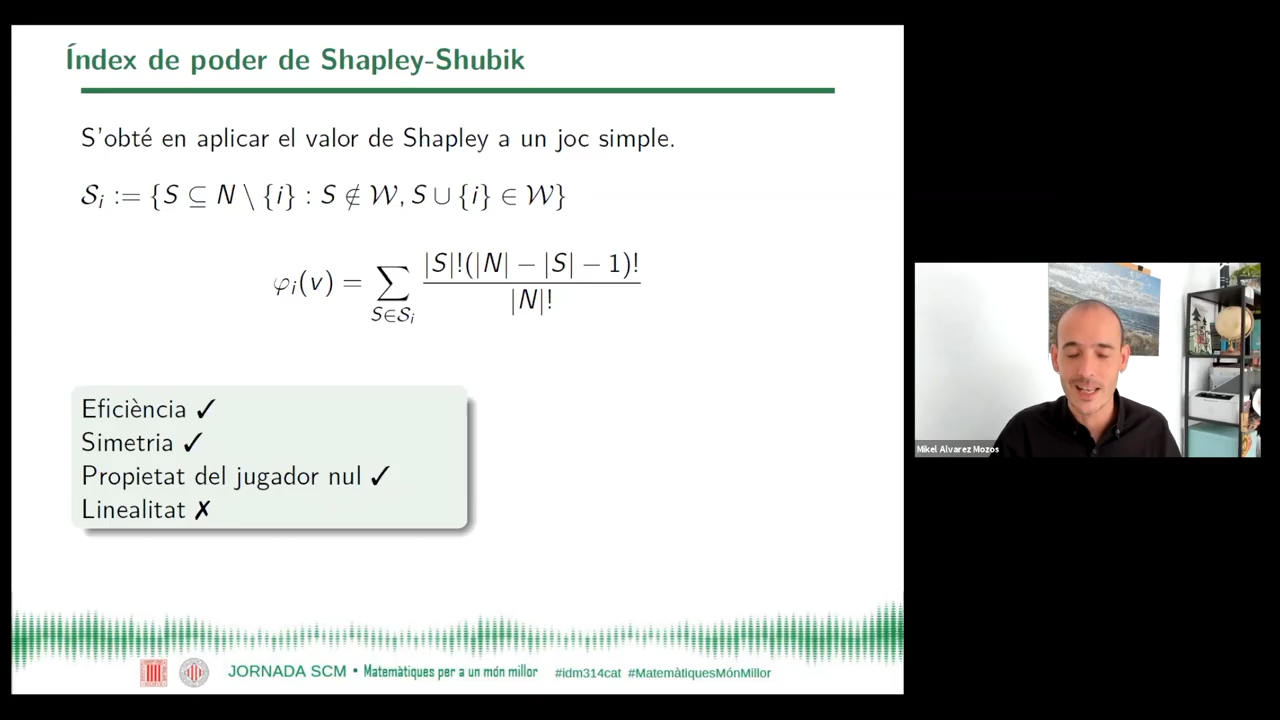 Índex de poder de Shapley-Shubik
S'obté en aplicar el valor de Shapley a un joc simple.
𝒮ᵢ := {S ⊆ N \ {i} : S ∉ 𝒲, S ∪ {i} ∈ 𝒲}
φᵢ(v) = ∑_{S∈𝒮ᵢ} |S|!(|N| − |S| − 1)! / |N|!
Eficiència ✓
Simetria ✓
Propietat del jugador nul ✓
Linealitat ✗
Mikel Alvarez Mozos
JORNADA SCM • Matemàtiques per a un món millor #idm314cat #MatemàtiquesMónMillor